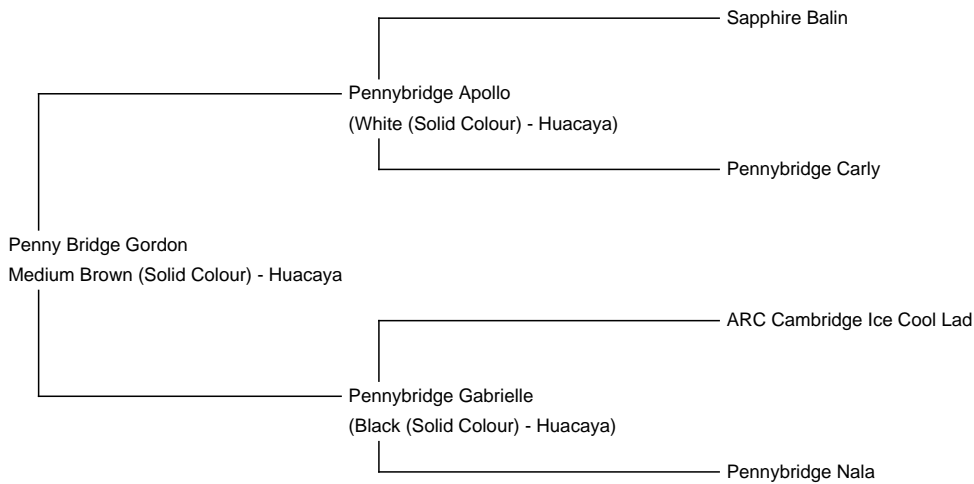 Sapphire Balin
Pennybridge Apollo
(White (Solid Colour) - Huacaya)
Pennybridge Carly
Penny Bridge Gordon
Medium Brown (Solid Colour) - Huacaya
ARC Cambridge Ice Cool Lad
Pennybridge Gabrielle
(Black (Solid Colour) - Huacaya)
Pennybridge Nala